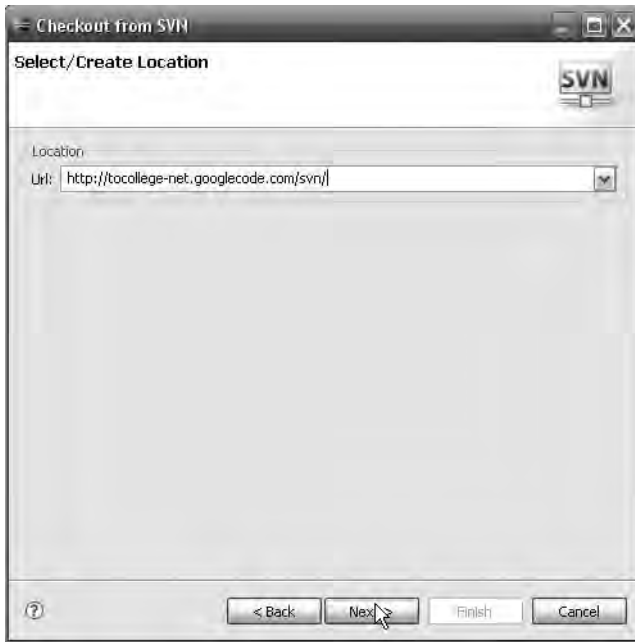 Checkout from SVN
Select/Create Location
SVN
Location
Url: http://tocollege-net.googlecode.com/svn/
? < Back Next > Finish Cancel